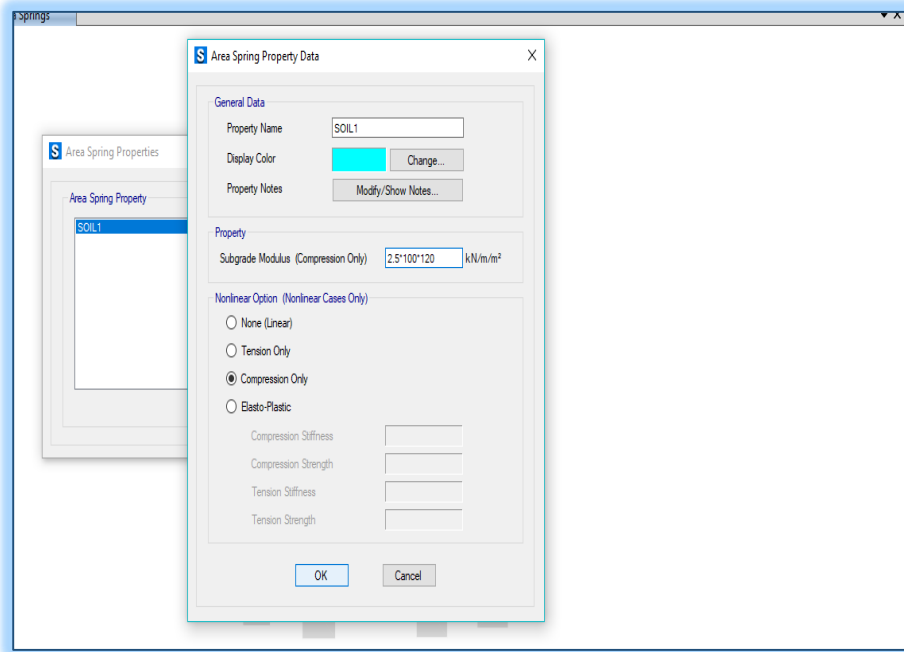 a Springs
X
S Area Spring Property Data X
General Data
Property Name SOIL1
Display Color Change...
Property Notes Modify/Show Notes...
S Area Spring Properties
Area Spring Property
SOIL1
Property
Subgrade Modulus (Compression Only) 2.5*100*120 kN/m/m²
Nonlinear Option (Nonlinear Cases Only)
None (Linear)
Tension Only
Compression Only
Elasto-Plastic
Compression Stiffness
Compression Strength
Tension Stiffness
Tension Strength
OK Cancel